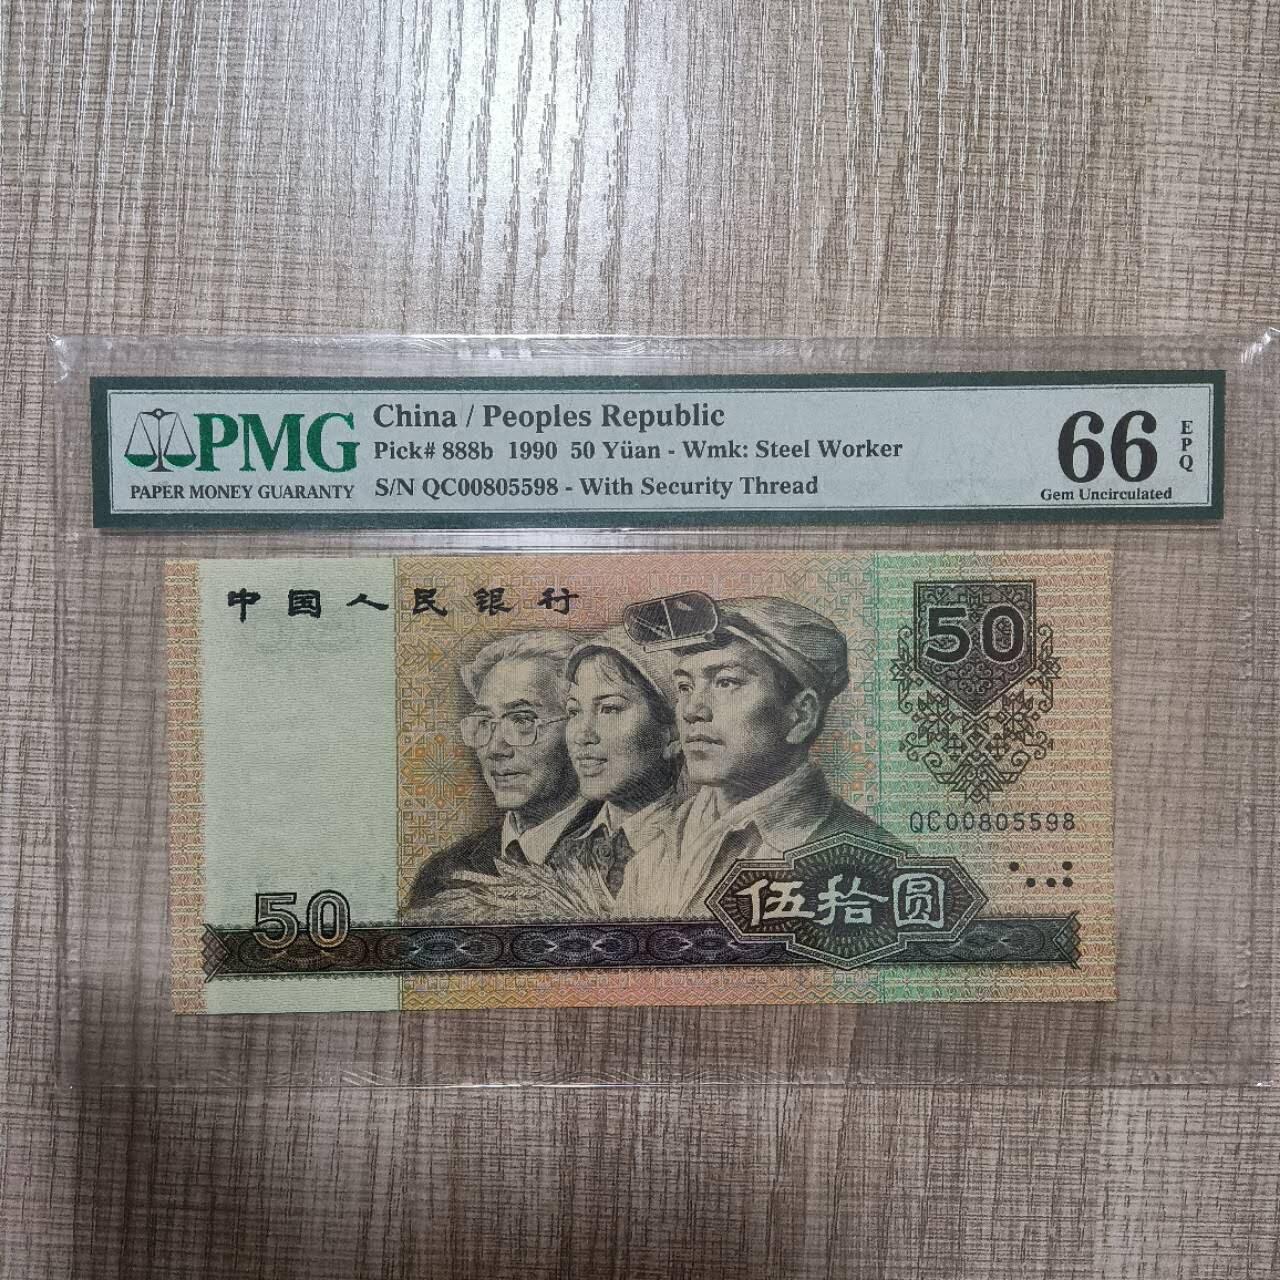 PMG
PAPER MONEY GUARANTY
China / Peoples Republic
Pick# 888b 1990 50 Yüan - Wmk: Steel Worker
S/N QC00805598 - With Security Thread
66
EPQ
Gem Uncirculated
中国人民银行
50
QC00805598
50
伍拾圆